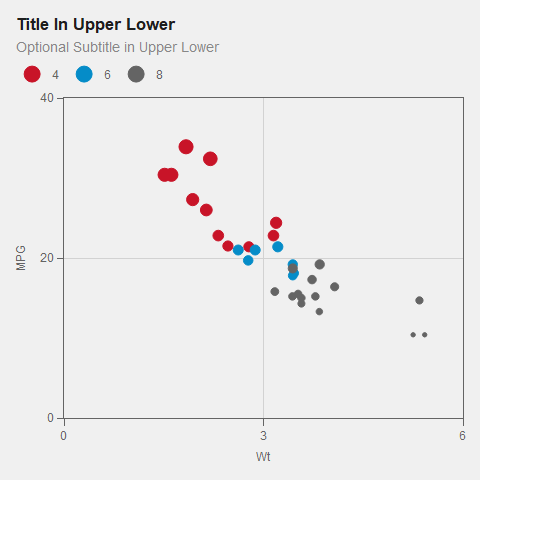 Title In Upper Lower
Optional Subtitle in Upper Lower
4 6 8
40
20
0
MPG
0 3 6
Wt